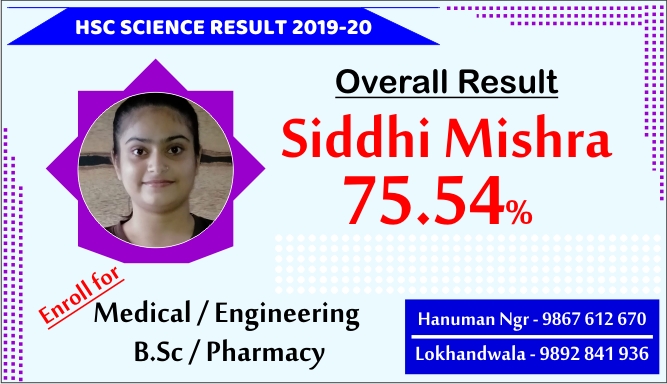 HSC SCIENCE RESULT 2019-20
Overall Result
Siddhi Mishra
75.54%
Enroll for
Medical / Engineering
B.Sc / Pharmacy
Hanuman Ngr - 9867 612 670
Lokhandwala - 9892 841 936